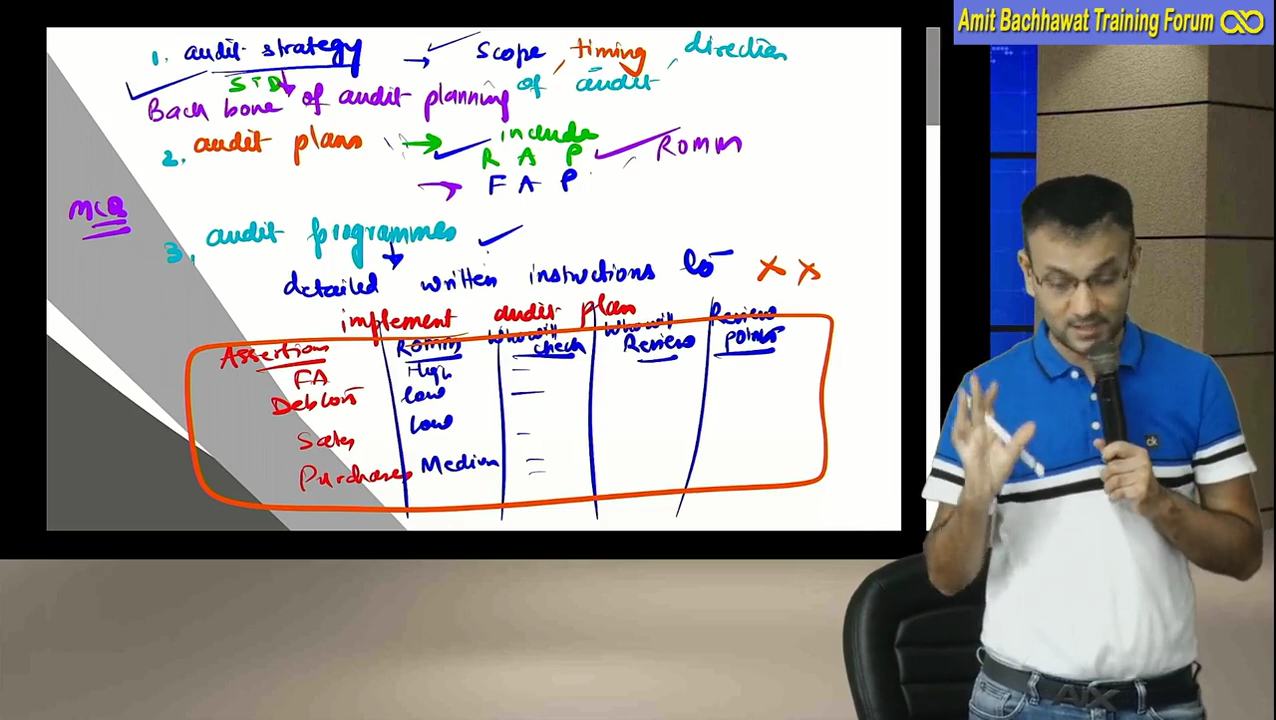 Amit Bachhawat Training Forum
1. audit strategy → scope, timing, direction
STD of audit
Back bone of audit planning
2. audit plans → include
R A P ROMM
→ F A P
MCQ
3. audit programmes
detailed written instructions to X X
implement audit plan
Assertions ROMM who will check who will Review Review points
FA High
Debtors Low
Sales Low
Purchases Medium